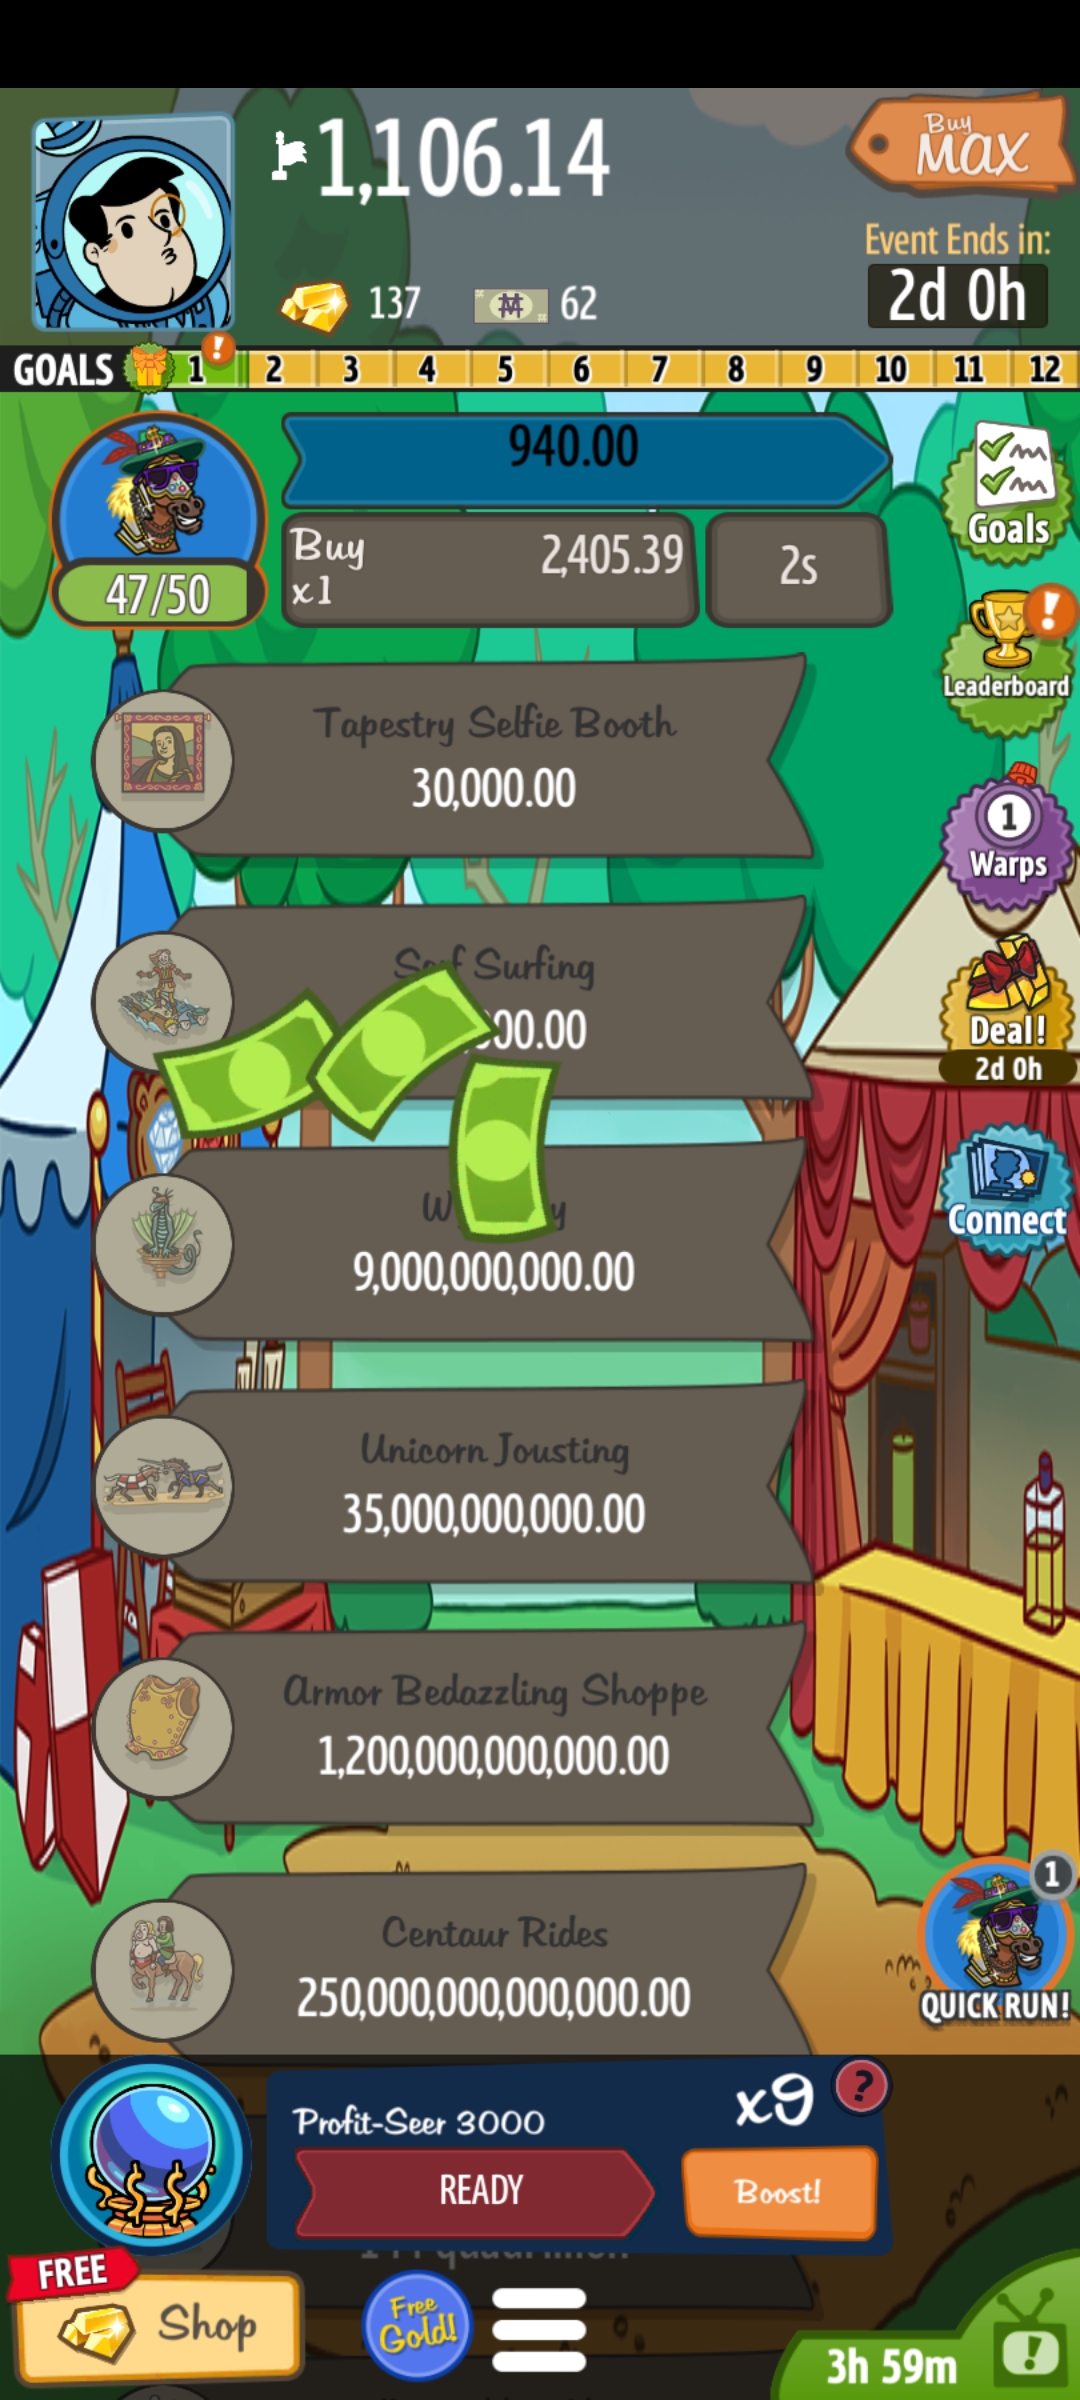 1,106.14
Buy
MAX
Event Ends in:
2d 0h
137
62
GOALS 1 2 3 4 5 6 7 8 9 10 11 12
!
940.00
Buy
x1
2,405.39
2s
47/50
Goals
!
Leaderboard
Tapestry Selfie Booth
30,000.00
1
Warps
Surfing
00.00
Deal!
2d 0h
9,000,000,000.00
Connect
Unicorn Jousting
35,000,000,000.00
Armor Bedazzling Shoppe
1,200,000,000,000.00
Centaur Rides
250,000,000,000,000.00
1
QUICK RUN!
Profit-Seer 3000
x9
?
READY
Boost!
FREE
Shop
Free
Gold!
3h 59m
!